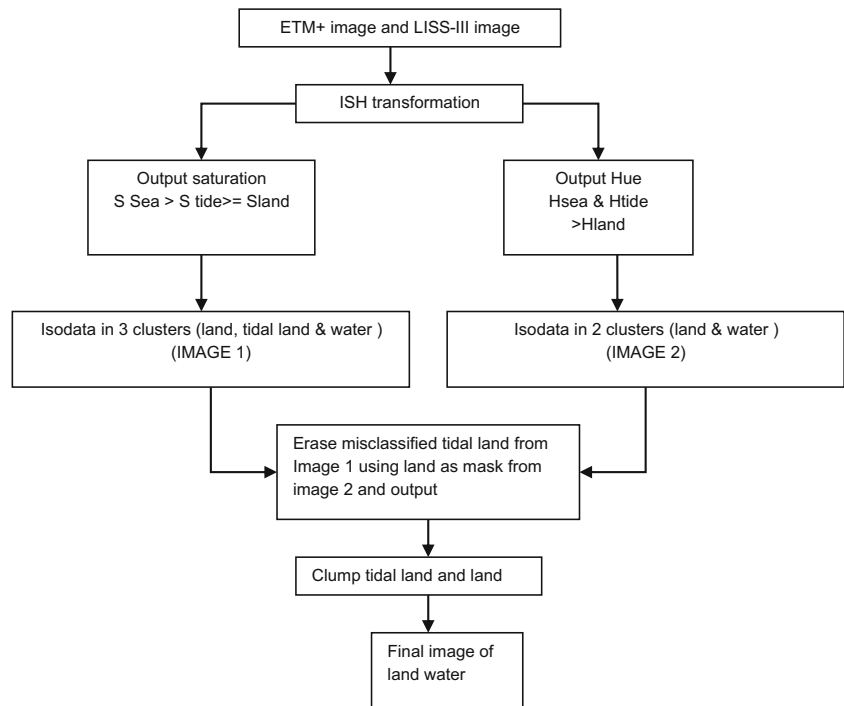 ETM+ image and LISS-III image
ISH transformation
Output saturation
S Sea > S tide>= Sland
Output Hue
Hsea & Htide
>Hland
Isodata in 3 clusters (land, tidal land & water )
(IMAGE 1)
Isodata in 2 clusters (land & water )
(IMAGE 2)
Erase misclassified tidal land from
Image 1 using land as mask from
image 2 and output
Clump tidal land and land
Final image of
land water